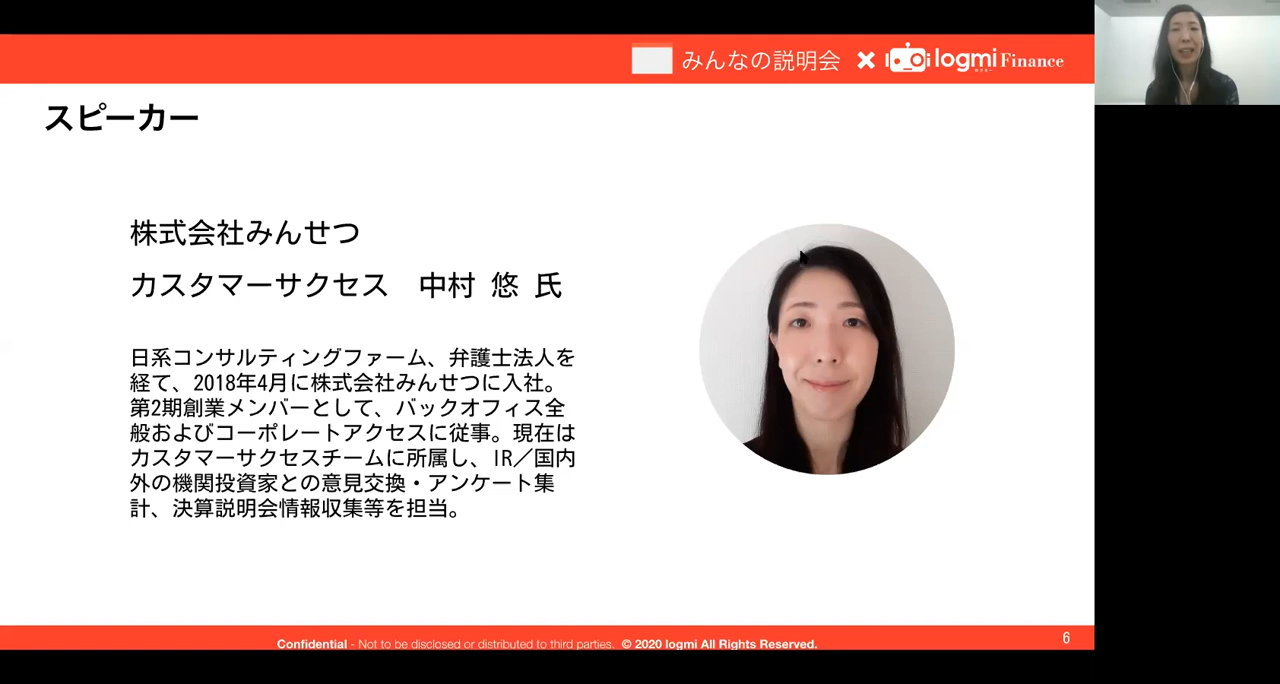 みんなの説明会 × logmi Finance
スピーカー
株式会社みんせつ
カスタマーサクセス 中村 悠 氏
日系コンサルティングファーム、弁護士法人を
経て、2018年4月に株式会社みんせつに入社。
第2期創業メンバーとして、バックオフィス全
般およびコーポレートアクセスに従事。現在は
カスタマーサクセスチームに所属し、IR／国内
外の機関投資家との意見交換・アンケート集
計、決算説明会情報収集等を担当。
Confidential - Not to be disclosed or distributed to third parties. © 2020 logmi All Rights Reserved.
6